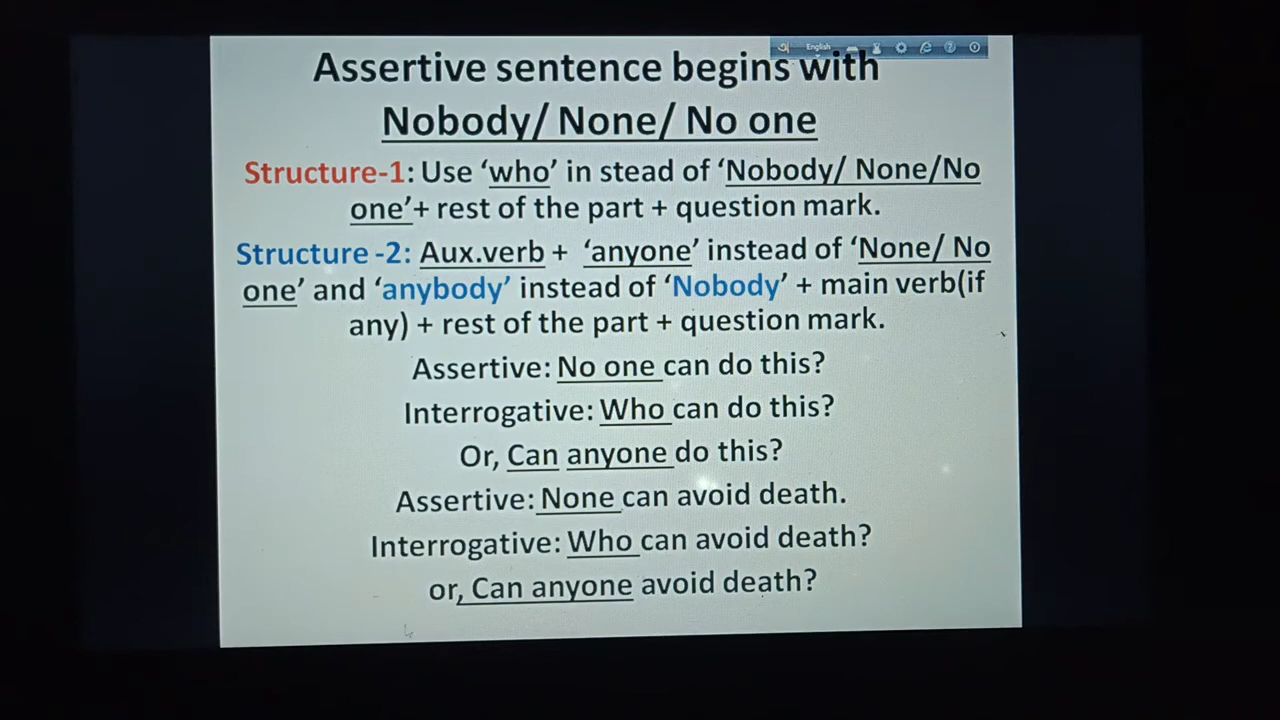 English
Assertive sentence begins with
Nobody/ None/ No one
Structure-1: Use ‘who’ in stead of ‘Nobody/ None/No
one’+ rest of the part + question mark.
Structure -2: Aux.verb + ‘anyone’ instead of ‘None/ No
one’ and ‘anybody’ instead of ‘Nobody’ + main verb(if
any) + rest of the part + question mark.
Assertive: No one can do this?
Interrogative: Who can do this?
Or, Can anyone do this?
Assertive: None can avoid death.
Interrogative: Who can avoid death?
or, Can anyone avoid death?